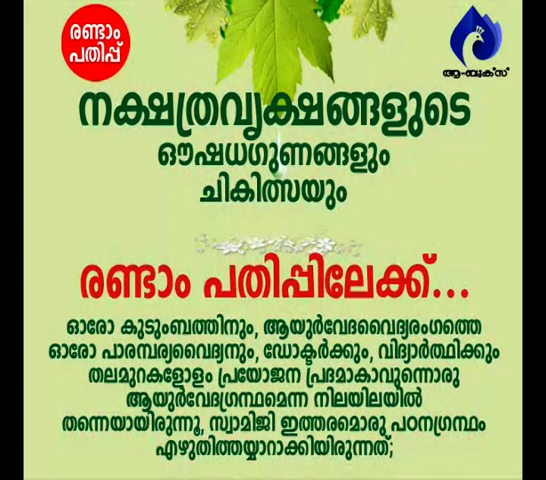 രണ്ടാം
പതിപ്പ്
ആ-ബുക്സ്
നക്ഷത്രവൃക്ഷങ്ങളുടെ
ഔഷധഗുണങ്ങളും
ചികിത്സയും
രണ്ടാം പതിപ്പിലേക്ക്...
ഓരോ കുടുംബത്തിനും, ആയുർവേദവൈദ്യരംഗത്തെ
ഓരോ പാരമ്പര്യവൈദ്യനും, ഡോക്ടർക്കും, വിദ്യാർത്ഥിക്കും
തലമുറകളോളം പ്രയോജന പ്രദമാകാവുന്നൊരു
ആയുർവേദഗ്രന്ഥമെന്ന നിലയിലയിൽ
തന്നെയായിരുന്നൂ, സ്വാമിജി ഇത്തരമൊരു പഠനഗ്രന്ഥം
എഴുതിത്തയ്യാറാക്കിയിരുന്നത്;